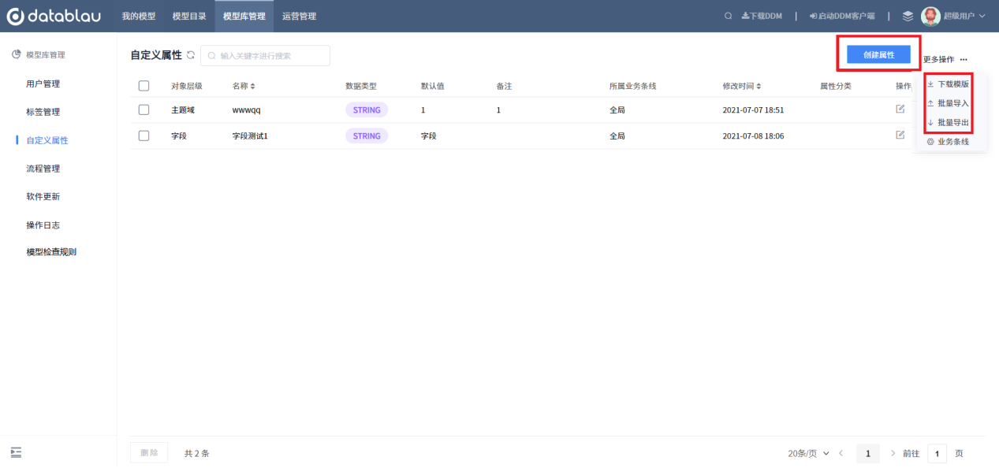 datablau 我的模型 模型目录 模型库管理 运营管理 下载DDM | 启动DDM客户端 | 超级用户
模型库管理
用户管理
标签管理
自定义属性
流程管理
软件更新
操作日志
模型检查规则
自定义属性 输入关键字进行搜索 创建属性 更多操作 ···
下载模版
批量导入
批量导出
业务条线
对象层级 名称 数据类型 默认值 备注 所属业务条线 修改时间 属性分类 操作
主题域 wwwqq STRING 1 1 全局 2021-07-07 18:51
字段 字段测试1 STRING 字段 全局 2021-07-08 18:06
删除 共 2 条 20条/页 1 前往 1 页